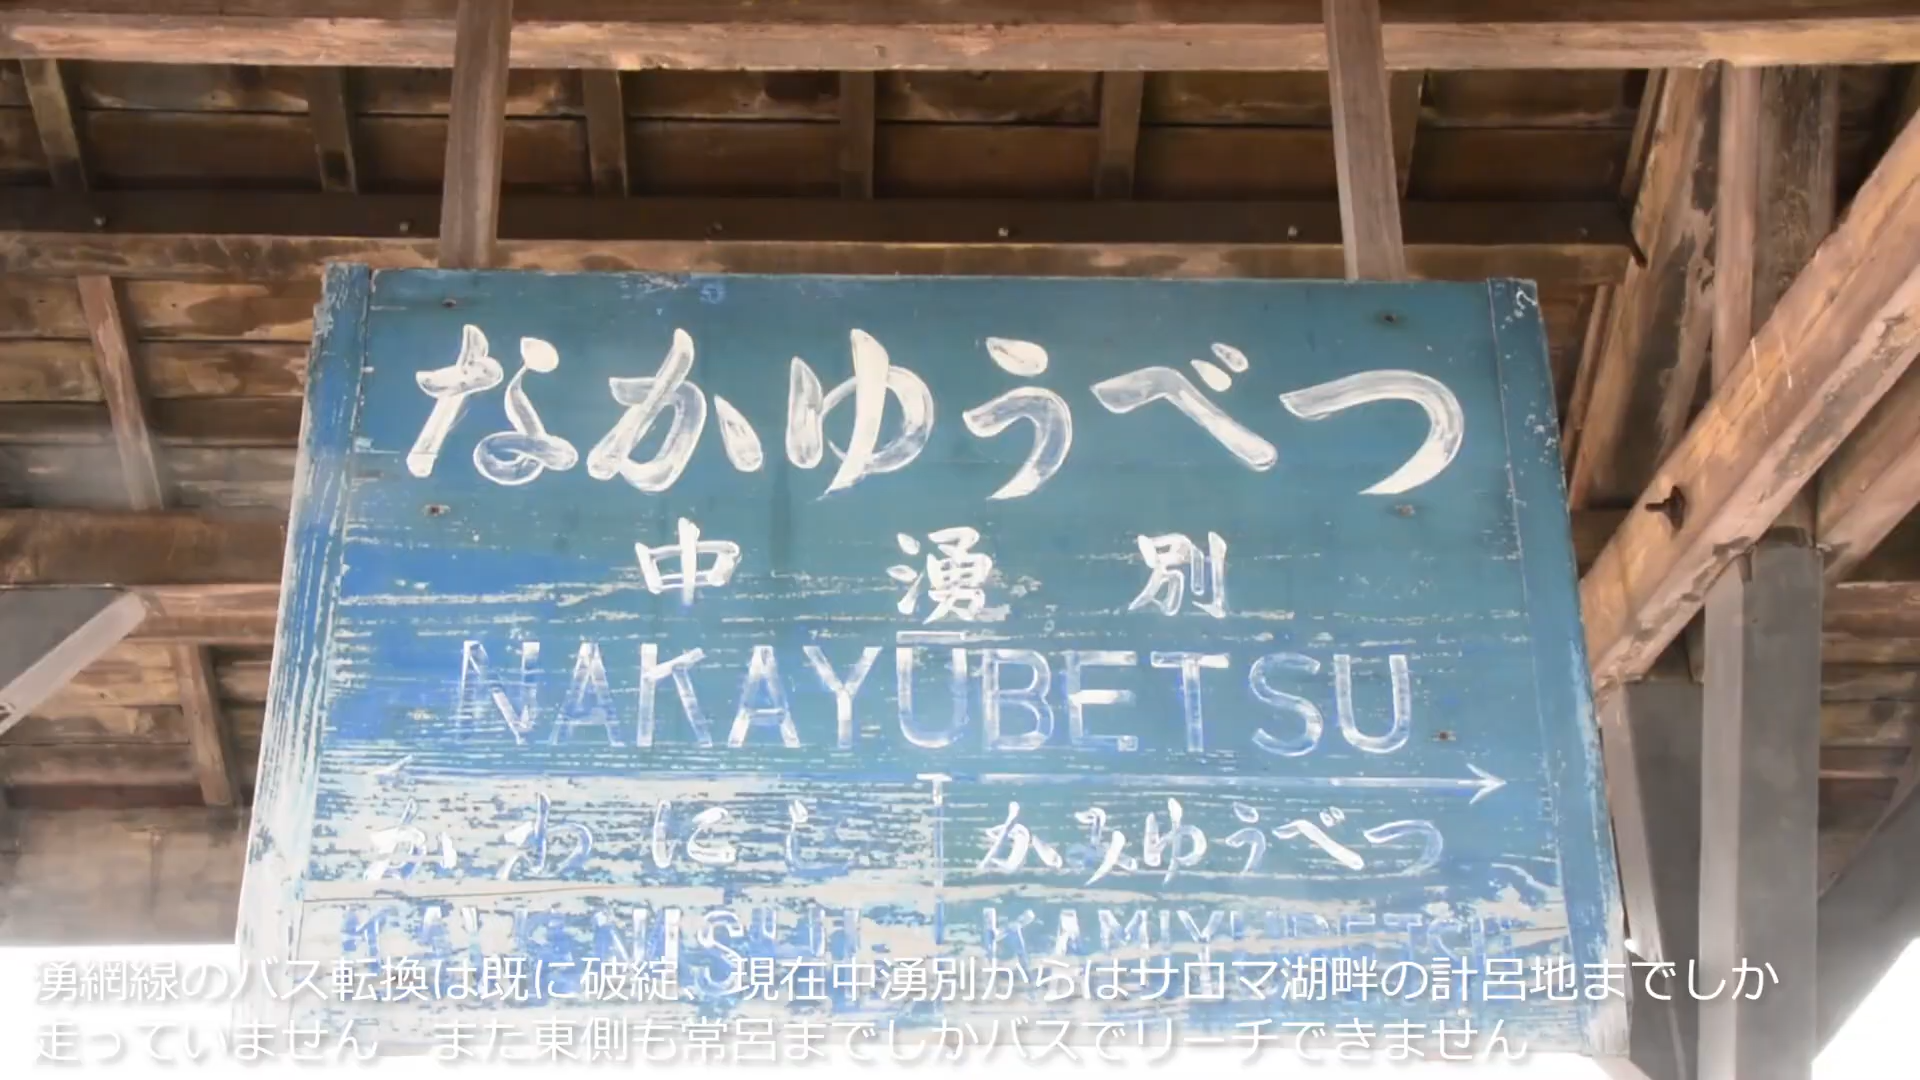 なかゆうべつ
中湧別
NAKAYŪBETSU
かわにし かみゆうべつ
KAWANISHI KAMIYUBETSU
勇網線のバス転換は既に破綻、現在中湧別からはサロマ湖畔の計呂地までしか
走っていません　また東側も常呂までしかバスでリーチできません